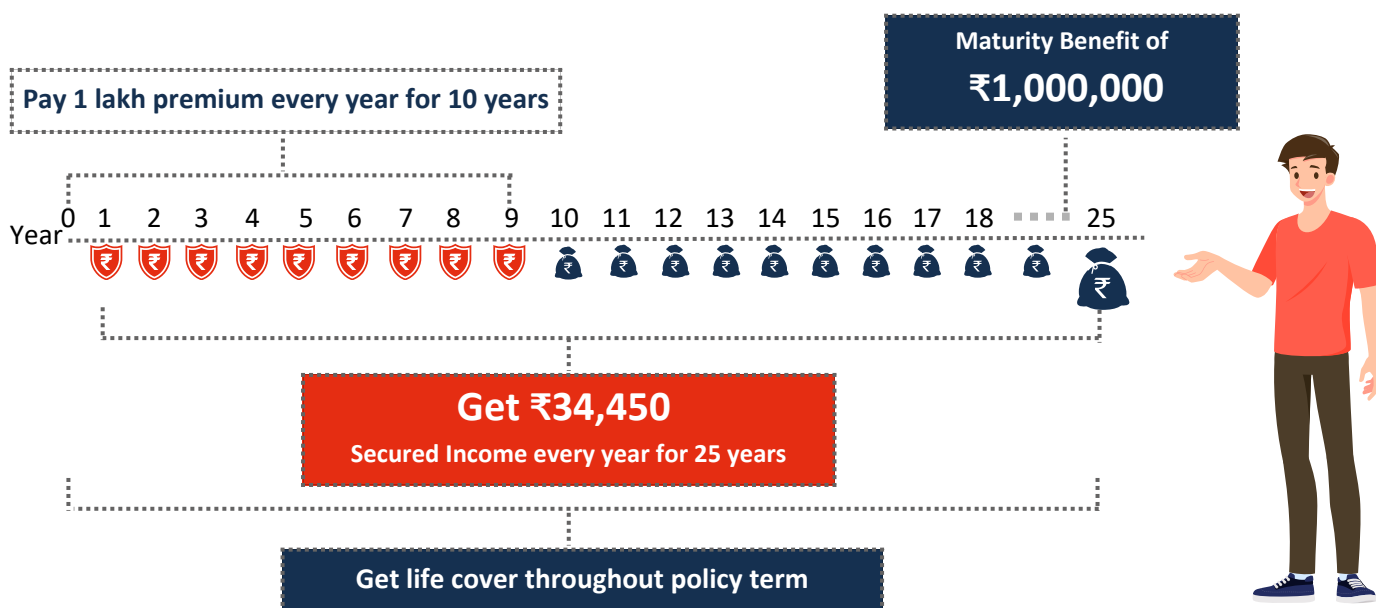 Maturity Benefit of
₹1,000,000
Pay 1 lakh premium every year for 10 years
Year 0 1 2 3 4 5 6 7 8 9 10 11 12 13 14 15 16 17 18 25
₹ ₹ ₹ ₹ ₹ ₹ ₹ ₹ ₹ ₹ ₹ ₹ ₹ ₹ ₹ ₹ ₹ ₹ ₹ ₹
Get ₹34,450
Secured Income every year for 25 years
Get life cover throughout policy term